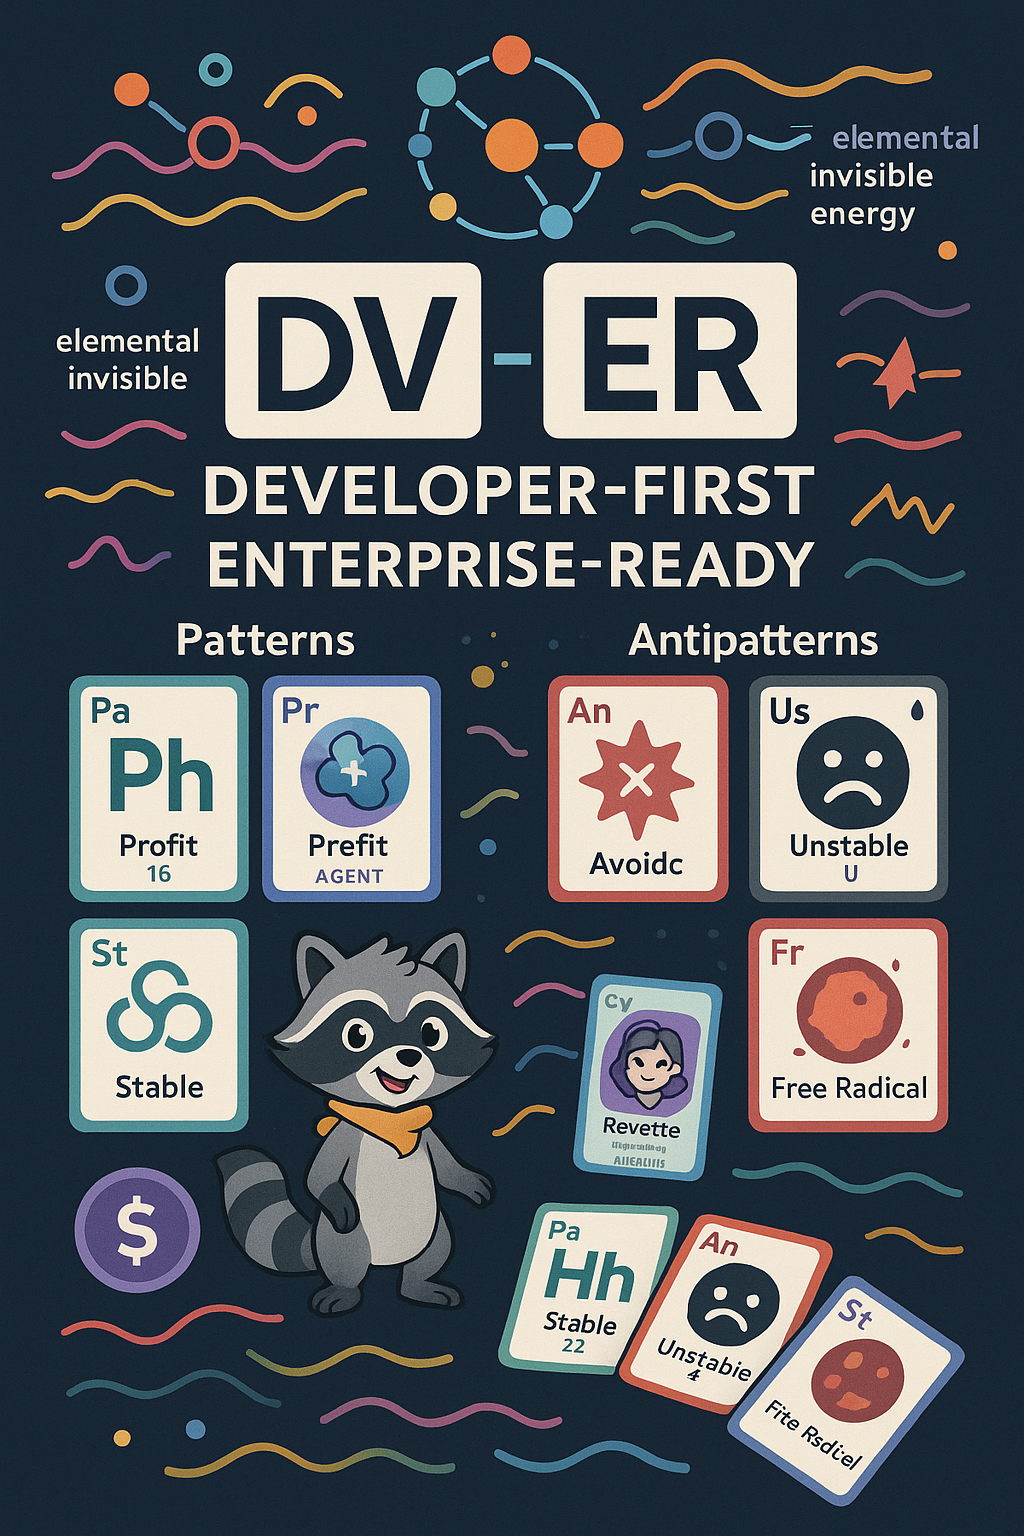 elemental
invisible
energy
elemental
invisible
DV-ER
DEVELOPER-FIRST
ENTERPRISE-READY
Patterns
Antipatterns
Pa
Ph
Profit
16
Pr
Prefit
AGENT
An
Avoidc
Us
Unstable
U
St
Stable
Cy
Revette
Fr
Free Radical
$
Pa
Hh
Stable
22
An
Unstabie
4
St
Fite Rsdicel